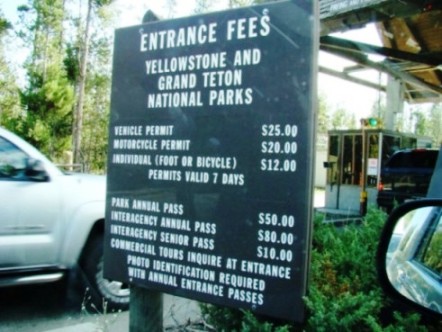 ENTRANCE FEES
YELLOWSTONE AND
GRAND TETON
NATIONAL PARKS
VEHICLE PERMIT $25.00
MOTORCYCLE PERMIT $20.00
INDIVIDUAL (FOOT OR BICYCLE) $12.00
PERMITS VALID 7 DAYS
PARK ANNUAL PASS $50.00
INTERAGENCY ANNUAL PASS $80.00
INTERAGENCY SENIOR PASS $10.00
COMMERCIAL TOURS INQUIRE AT ENTRANCE
PHOTO IDENTIFICATION REQUIRED
WITH ANNUAL ENTRANCE PASSES